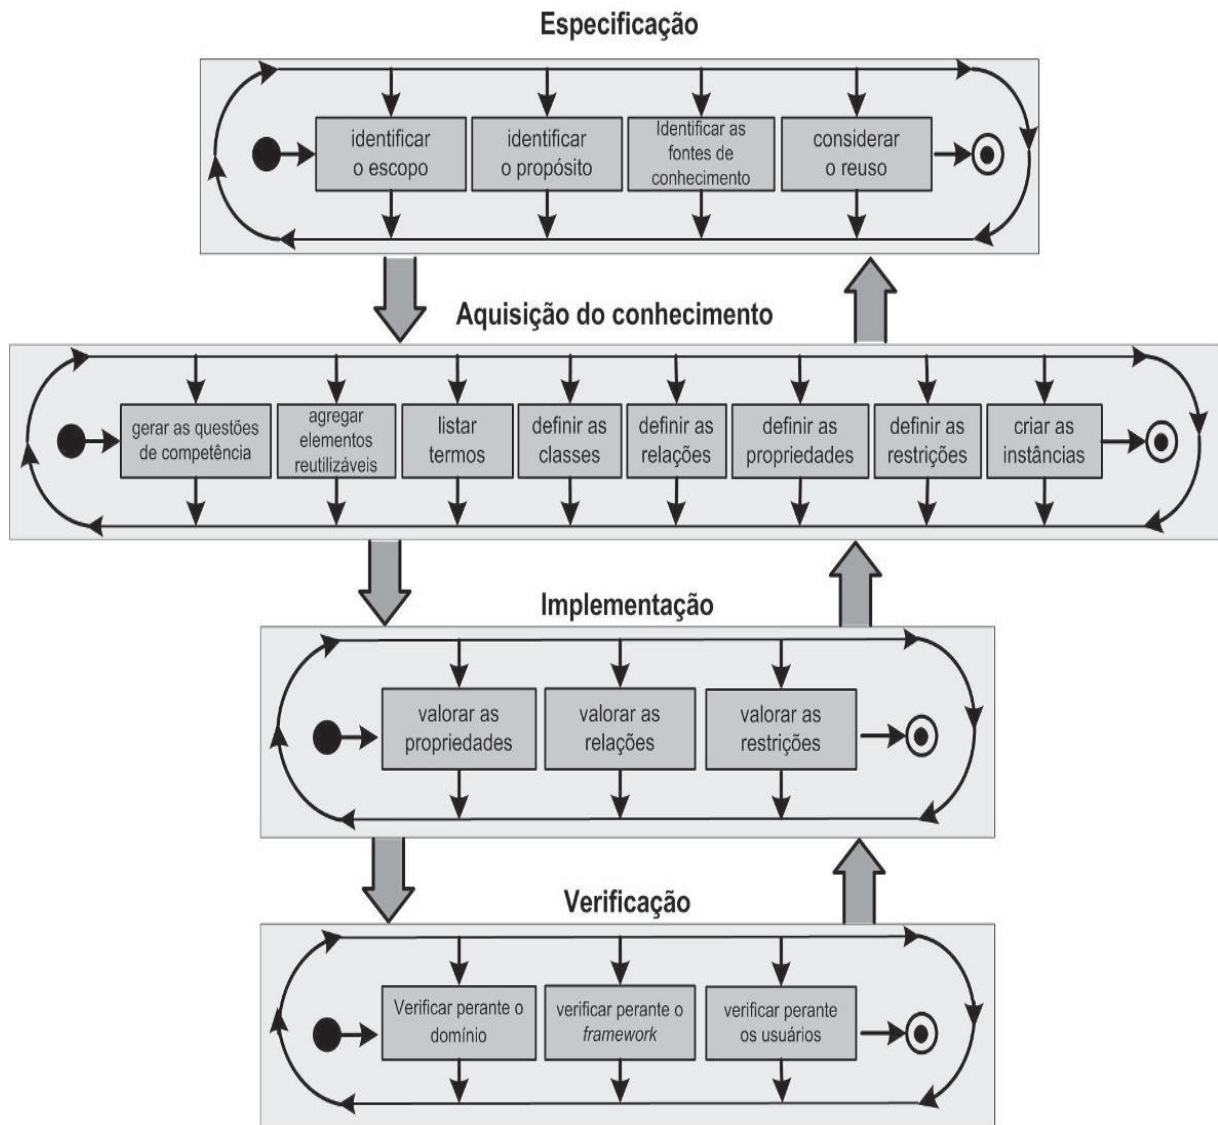 Especificação
identificar
o escopo
identificar
o propósito
Identificar as
fontes de
conhecimento
considerar
o reuso
Aquisição do conhecimento
gerar as questões
de competência
agregar
elementos
reutilizáveis
listar
termos
definir as
classes
definir as
relações
definir as
propriedades
definir as
restrições
criar as
instâncias
Implementação
valorar as
propriedades
valorar as
relações
valorar as
restrições
Verificação
Verificar perante o
domínio
verificar perante o
framework
verificar perante
os usuários